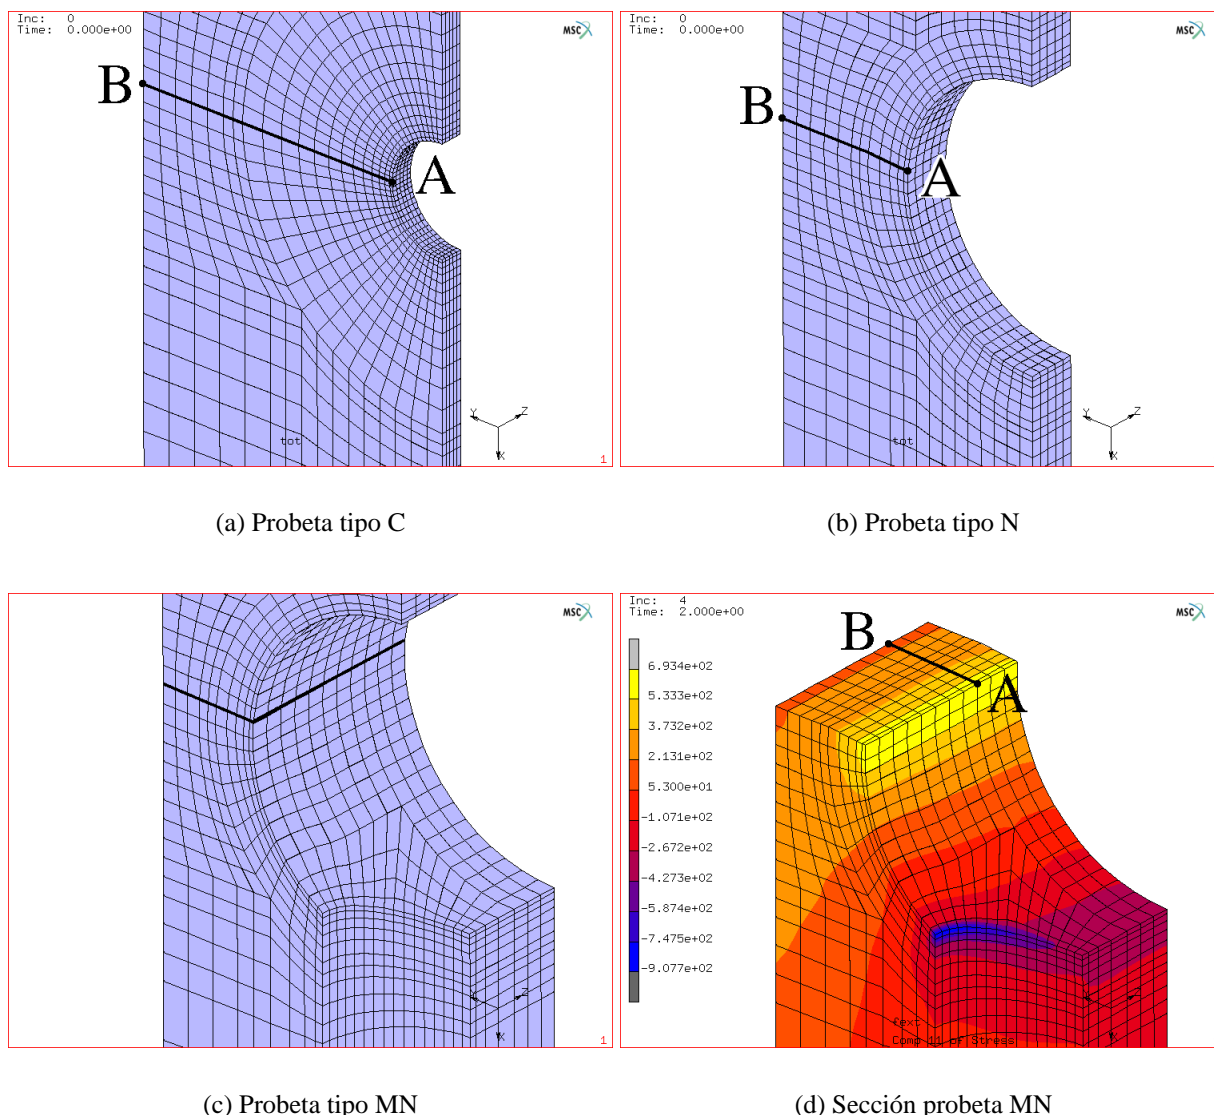 Inc: 0
Time: 0.000e+00
MSC
B
A
Y
Z
X
tot
1
Inc: 0
Time: 0.000e+00
MSC
B
A
Y
Z
X
tot
(a) Probeta tipo C
(b) Probeta tipo N
MSC
Z
X
1
Inc: 4
Time: 2.000e+00
MSC
B
A
6.934e+02
5.333e+02
3.732e+02
2.131e+02
5.300e+01
-1.071e+02
-2.672e+02
-4.273e+02
-5.874e+02
-7.475e+02
-9.077e+02
Z
fext
Comp 11 of Stress
(c) Probeta tipo MN
(d) Sección probeta MN